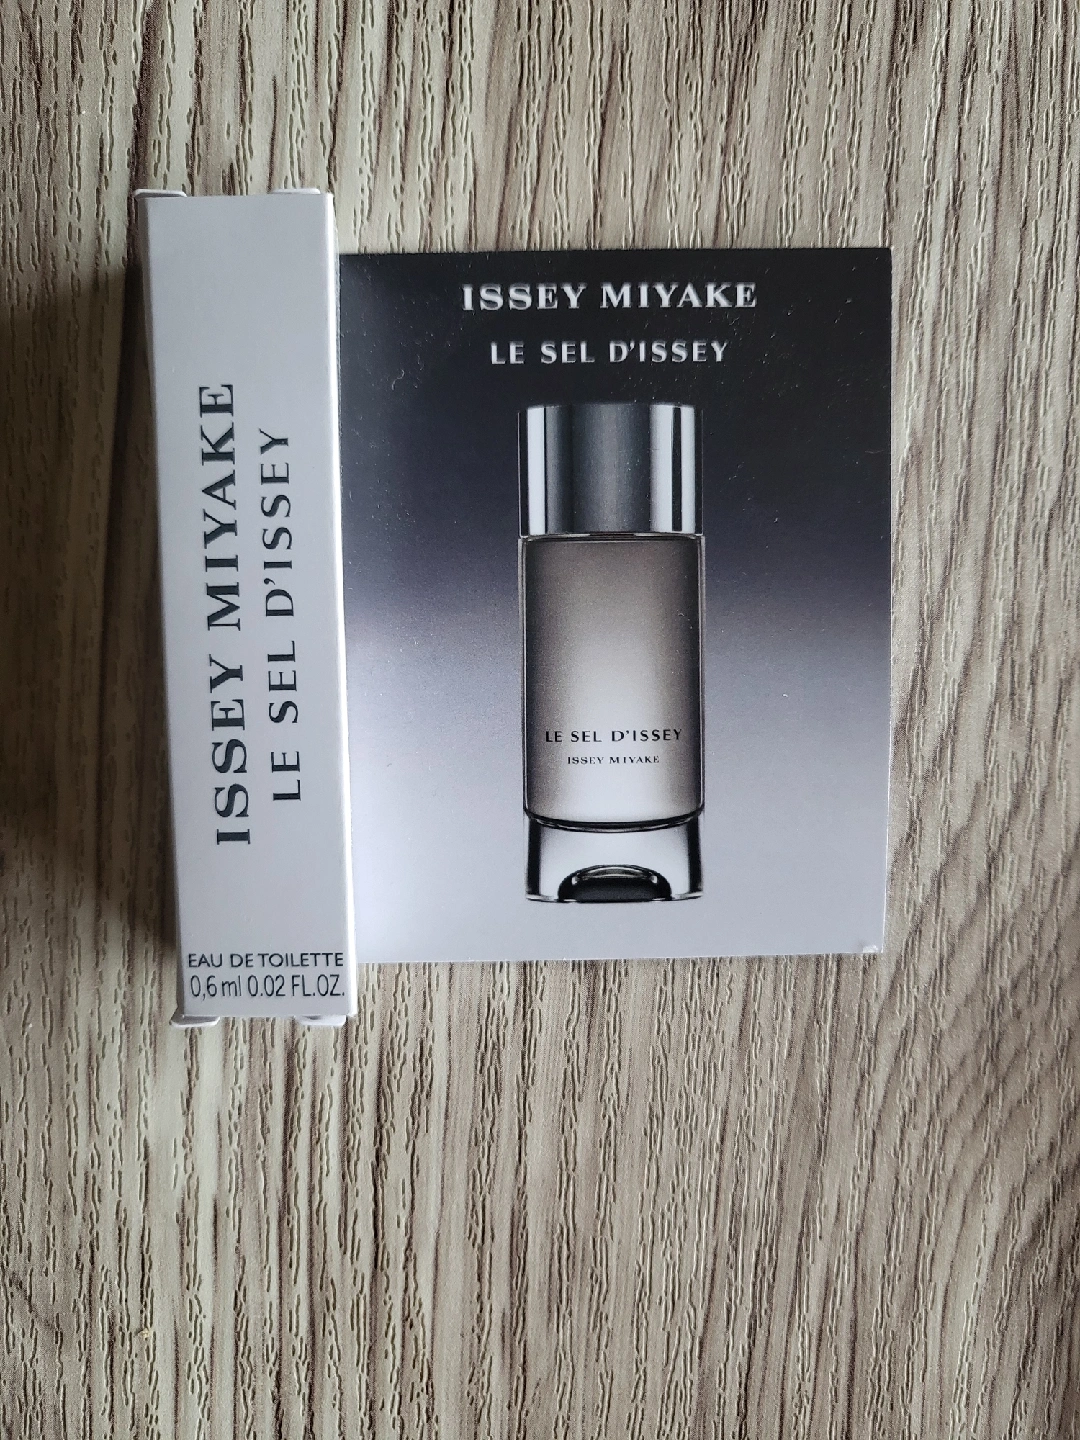 ISSEY MIYAKE
LE SEL D'ISSEY
EAU DE TOILETTE
0,6 ml 0.02 FL.OZ.
ISSEY MIYAKE
LE SEL D'ISSEY
LE SEL D'ISSEY
ISSEY MIYAKE